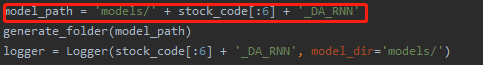 model_path = 'models/' + stock_code[:6] + '_DA_RNN'
generate_folder(model_path)
logger = Logger(stock_code[:6] + '_DA_RNN', model_dir='models/')